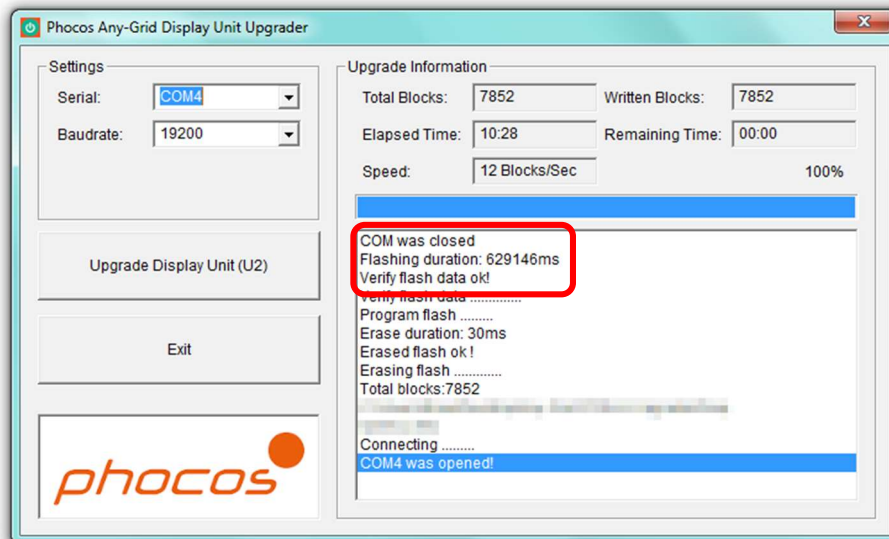 Phocos Any-Grid Display Unit Upgrader
Settings
Serial: COM4
Baudrate: 19200
Upgrade Display Unit (U2)
Exit
phocos
Upgrade Information
Total Blocks: 7852 Written Blocks: 7852
Elapsed Time: 10:28 Remaining Time: 00:00
Speed: 12 Blocks/Sec 100%
COM was closed
Flashing duration: 629146ms
Verify flash data ok!
Verify flash data ..............
Program flash .........
Erase duration: 30ms
Erased flash ok !
Erasing flash .............
Total blocks:7852
Connecting .........
COM4 was opened!